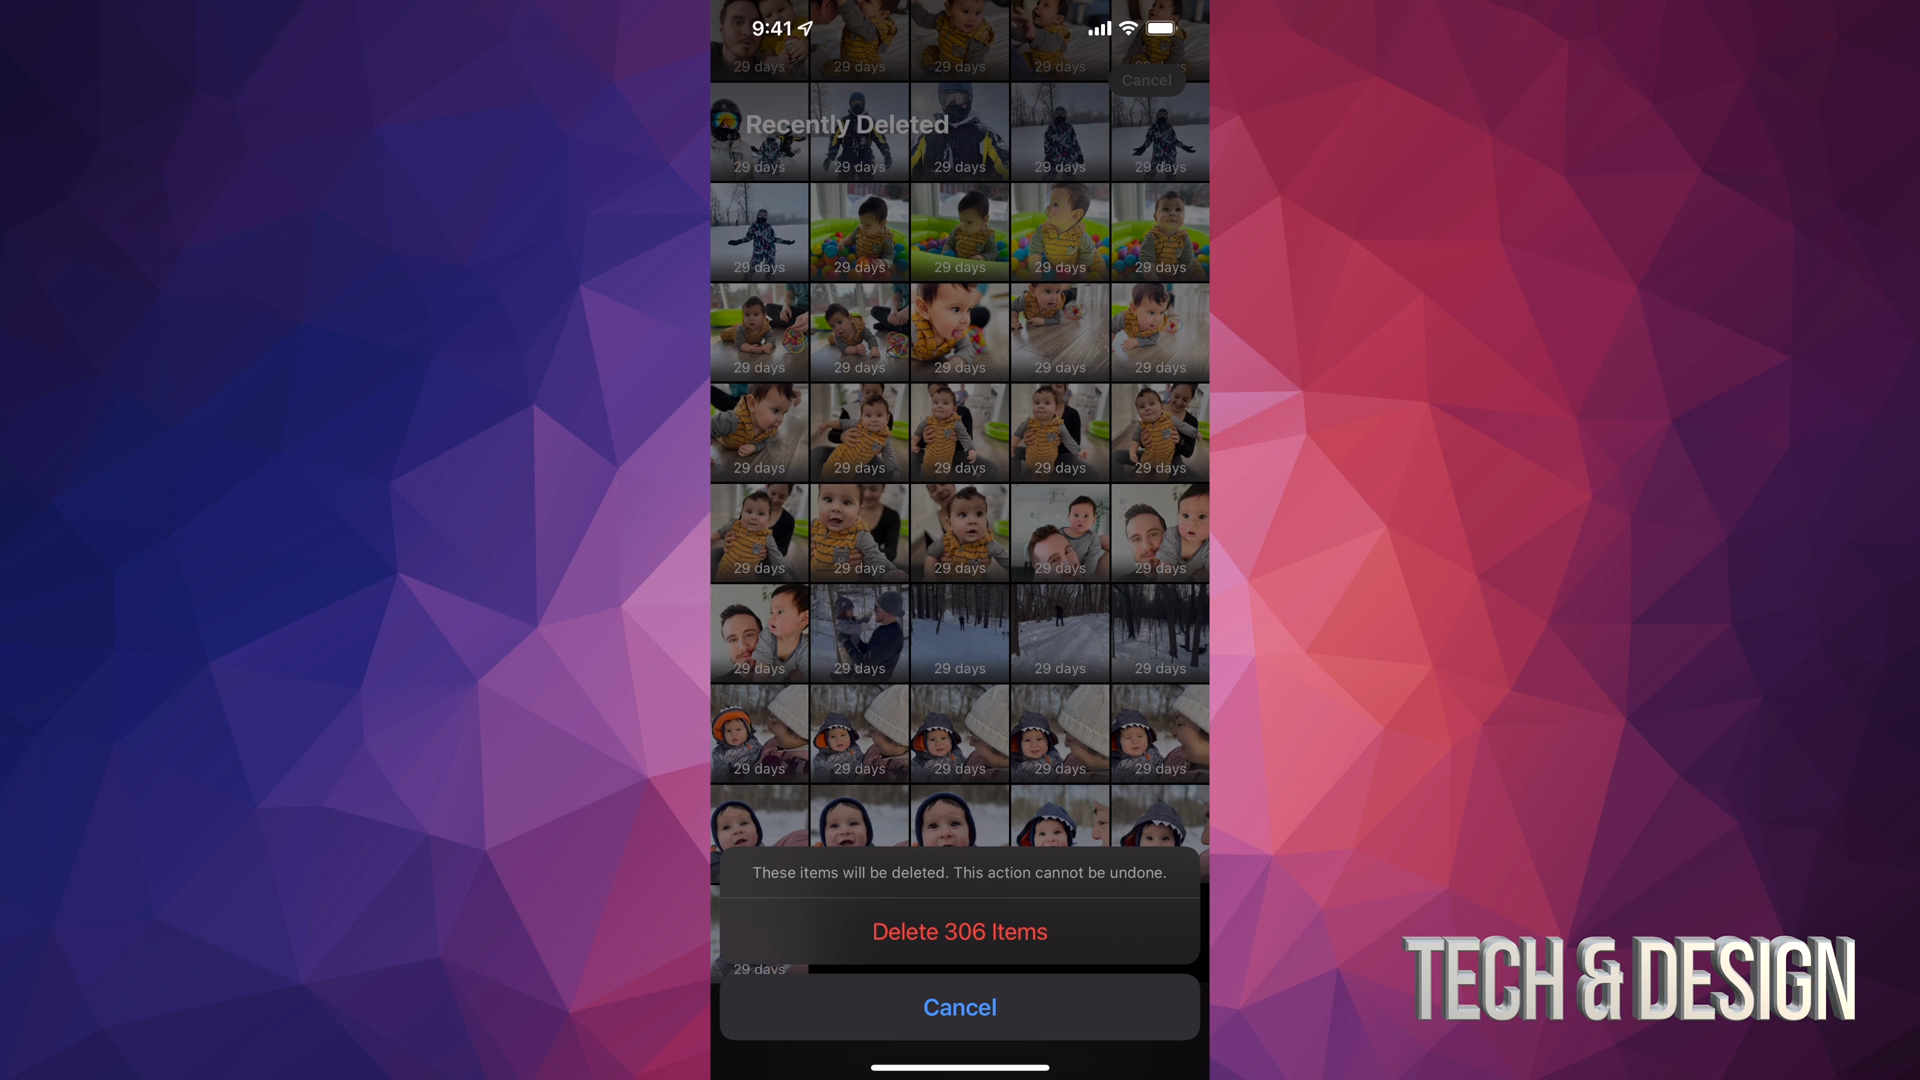 9:41
29 days 29 days 29 days 29 days
Cancel
Recently Deleted
29 days 29 days 29 days 29 days 29 days
29 days 29 days 29 days 29 days 29 days
29 days 29 days 29 days 29 days 29 days
29 days 29 days 29 days 29 days 29 days
29 days 29 days 29 days 29 days 29 days
29 days 29 days 29 days 29 days 29 days
29 days 29 days 29 days 29 days 29 days
These items will be deleted. This action cannot be undone.
Delete 306 Items
29 days
Cancel
TECH & DESIGN